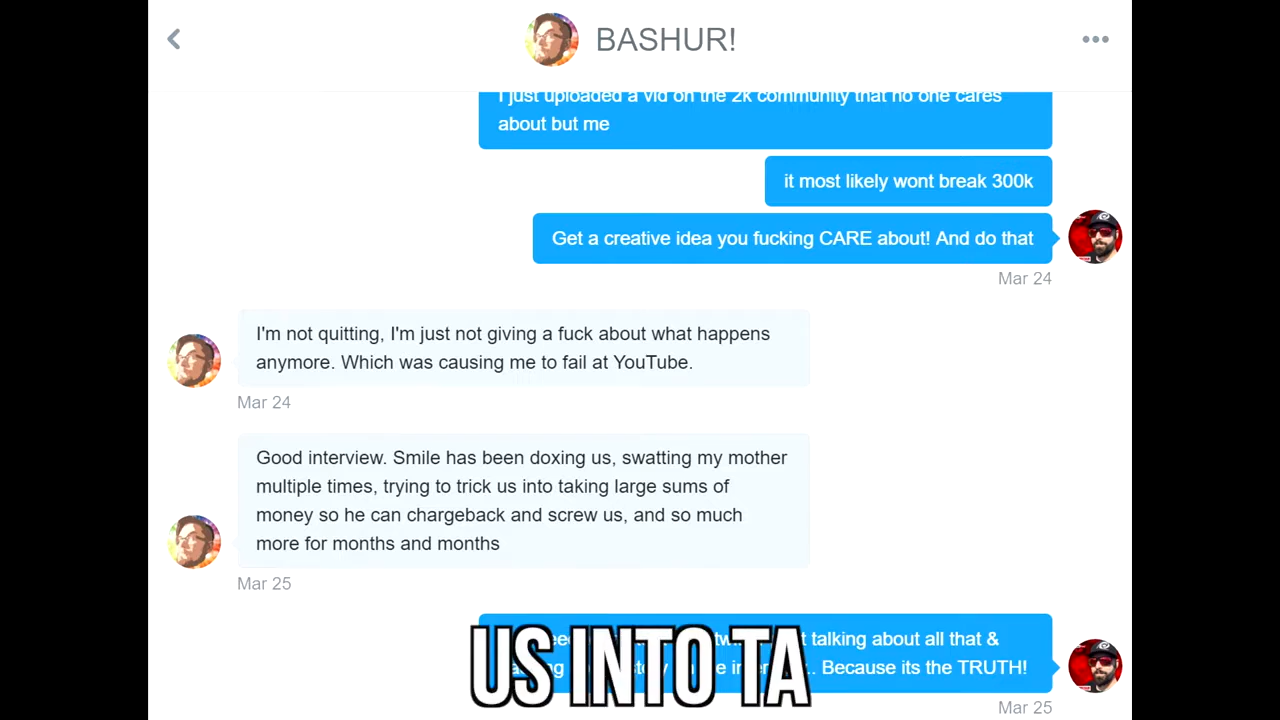 BASHUR!
I just uploaded a vid on the 2k community that no one cares
about but me
it most likely wont break 300k
Get a creative idea you fucking CARE about! And do that
Mar 24
I'm not quitting, I'm just not giving a fuck about what happens
anymore. Which was causing me to fail at YouTube.
Mar 24
Good interview. Smile has been doxing us, swatting my mother
multiple times, trying to trick us into taking large sums of
money so he can chargeback and screw us, and so much
more for months and months
Mar 25
talking about all that &
Because its the TRUTH!
US INTO TA
Mar 25